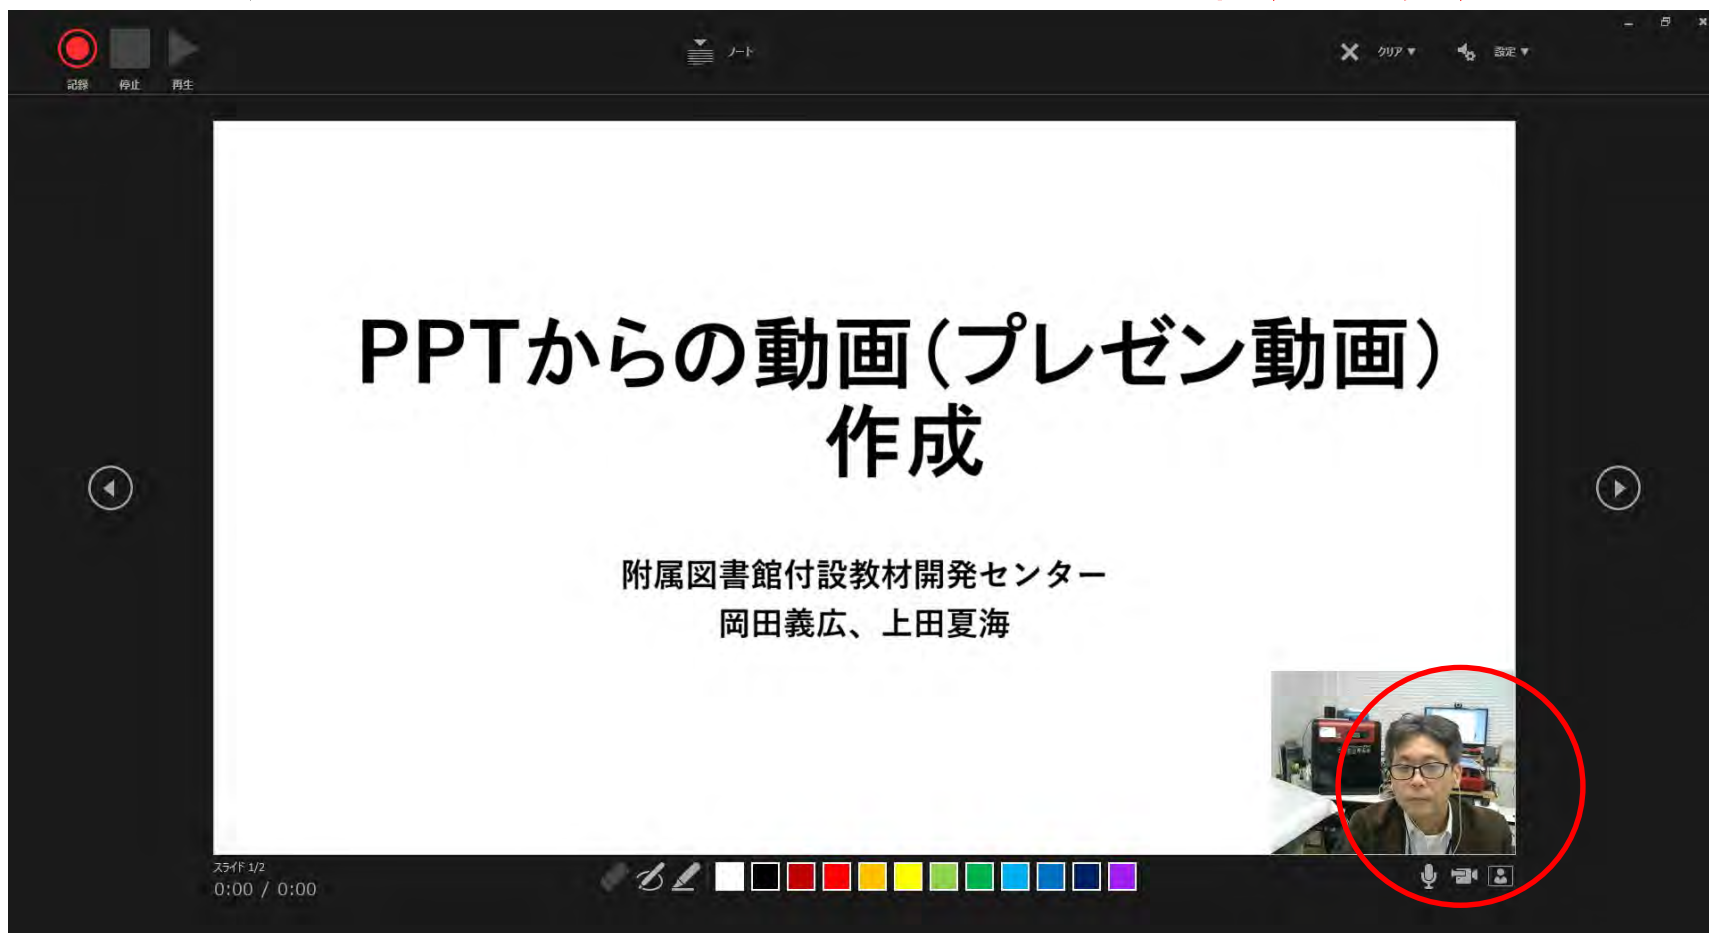 記録
停止
再生
ノート
クリア
設定
PPTからの動画(プレゼン動画)
作成
附属図書館付設教材開発センター
岡田義広、上田夏海
スライド 1/2
0:00 / 0:00